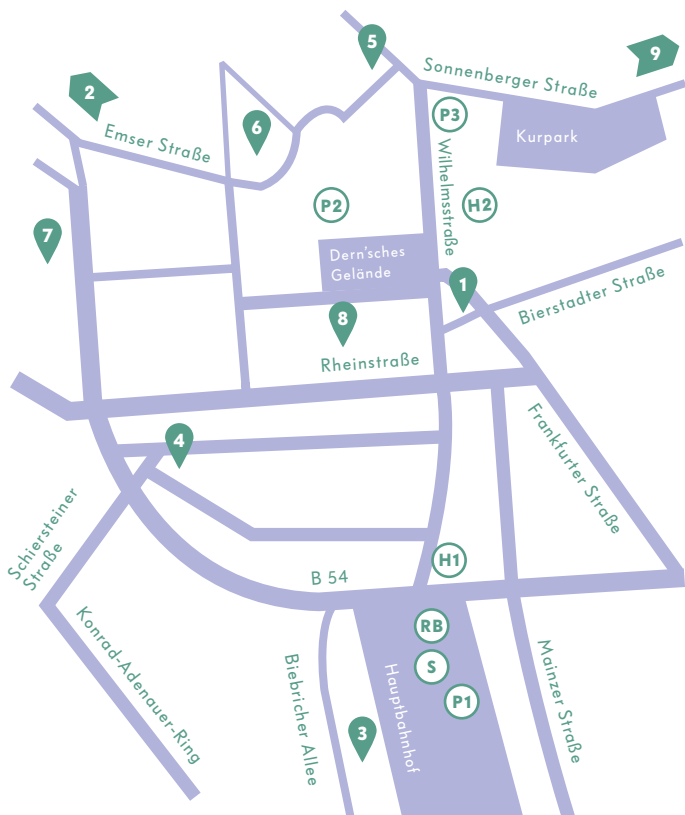 5
9
Sonnenberger Straße
2
P3
Kurpark
6
Emser Straße
Wilhelmsstraße
P2
H2
7
Dern’sches
Gelände
1
Bierstadter Straße
8
Rheinstraße
4
Frankfurter Straße
Schiersteiner
Straße
H1
B 54
RB
Konrad-Adenauer-Ring
S
Biebricher Allee
Hauptbahnhof
Mainzer Straße
P1
3